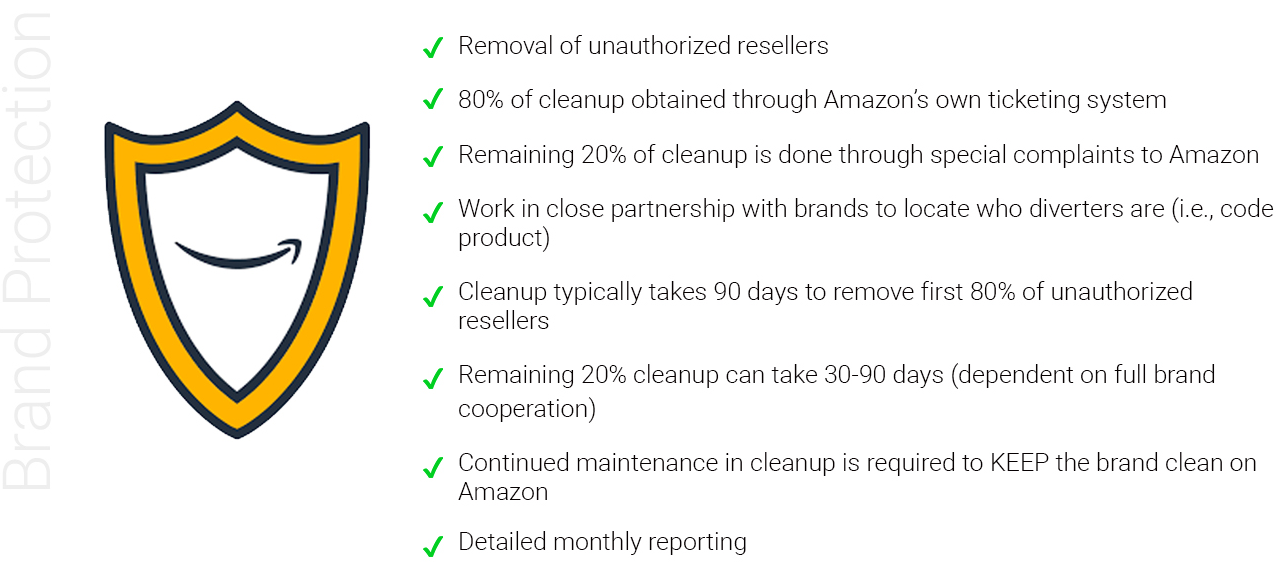 Brand Protection
Removal of unauthorized resellers
80% of cleanup obtained through Amazon’s own ticketing system
Remaining 20% of cleanup is done through special complaints to Amazon
Work in close partnership with brands to locate who diverters are (i.e., code
product)
Cleanup typically takes 90 days to remove first 80% of unauthorized
resellers
Remaining 20% cleanup can take 30-90 days (dependent on full brand
cooperation)
Continued maintenance in cleanup is required to KEEP the brand clean on
Amazon
Detailed monthly reporting